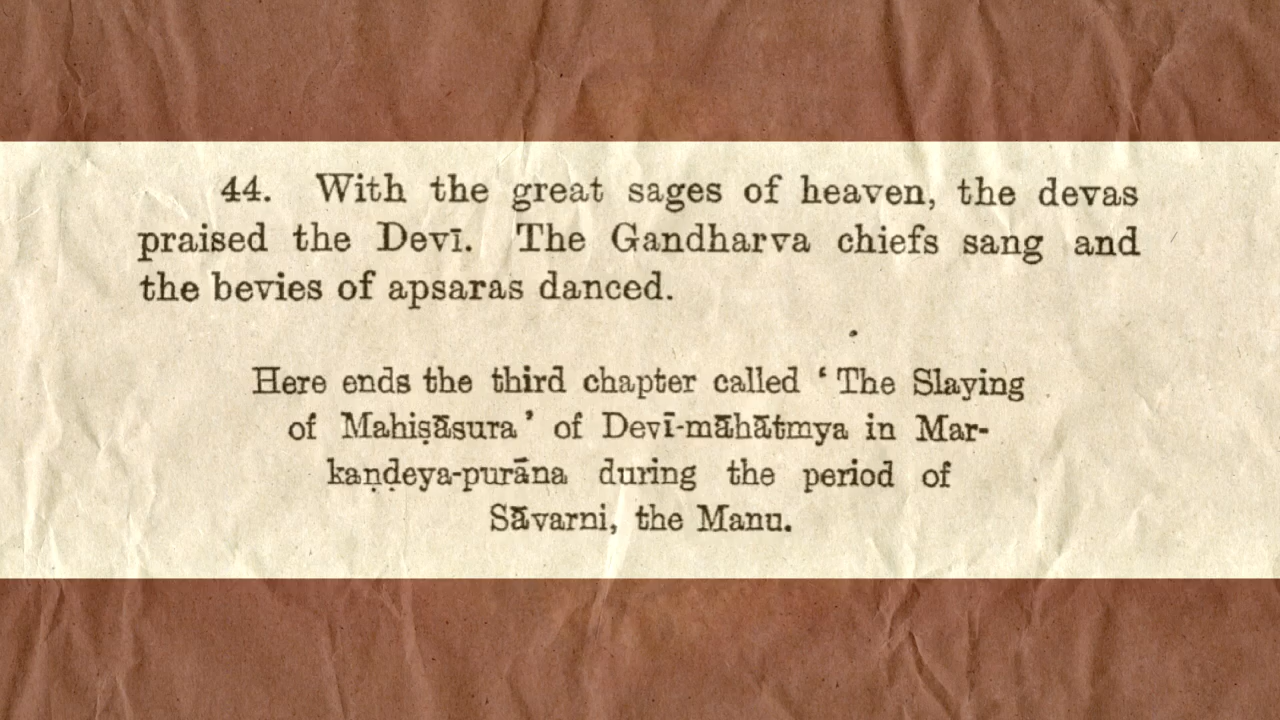 44. With the great sages of heaven, the devas
praised the Devī. The Gandharva chiefs sang and
the bevies of apsaras danced.
Here ends the third chapter called ‘ The Slaying
of Mahiṣāsura ’ of Devī-māhātmya in Mar-
kaṇḍeya-purāna during the period of
Sāvarni, the Manu.